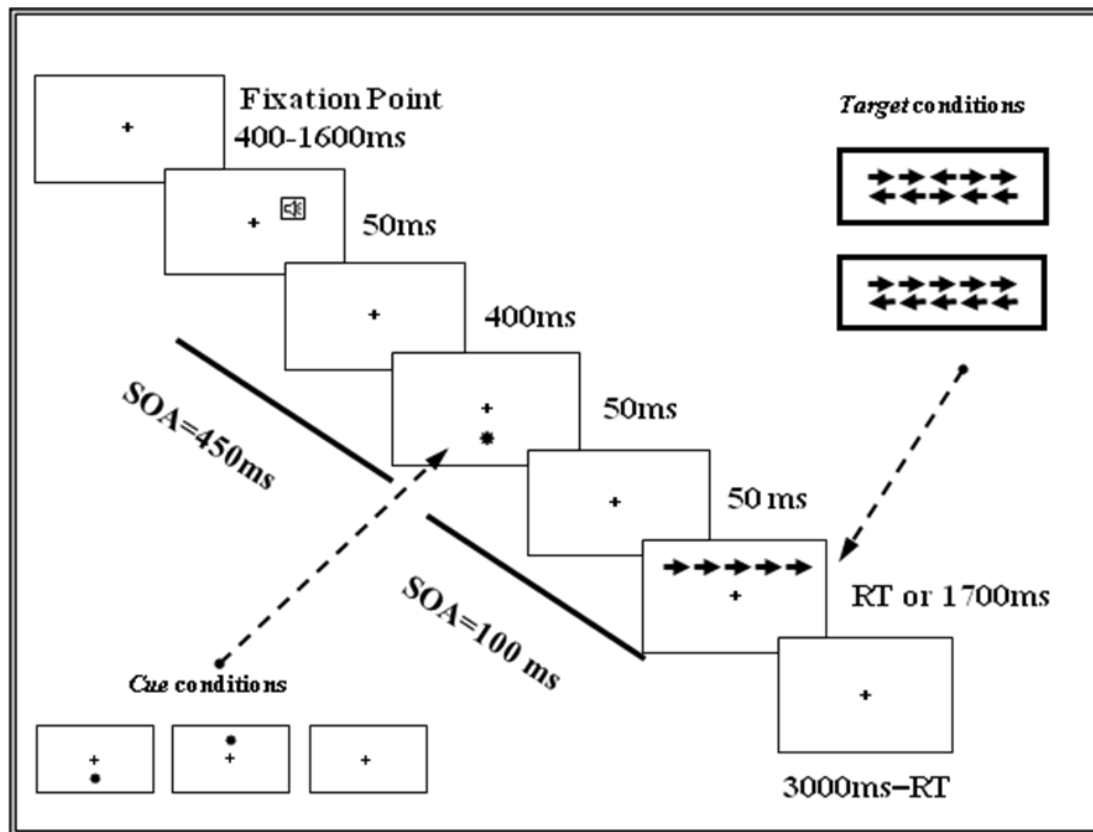 Fixation Point
400-1600ms
50ms
400ms
50ms
50 ms
RT or 1700ms
3000ms−RT
SOA=450ms
SOA=100 ms
Target conditions
Cue conditions